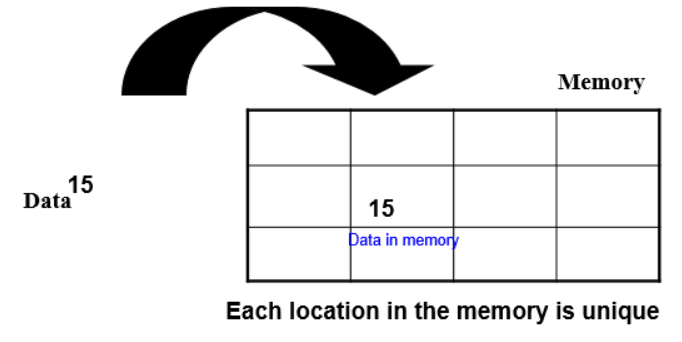 Memory
Data 15
15
Data in memory
Each location in the memory is unique